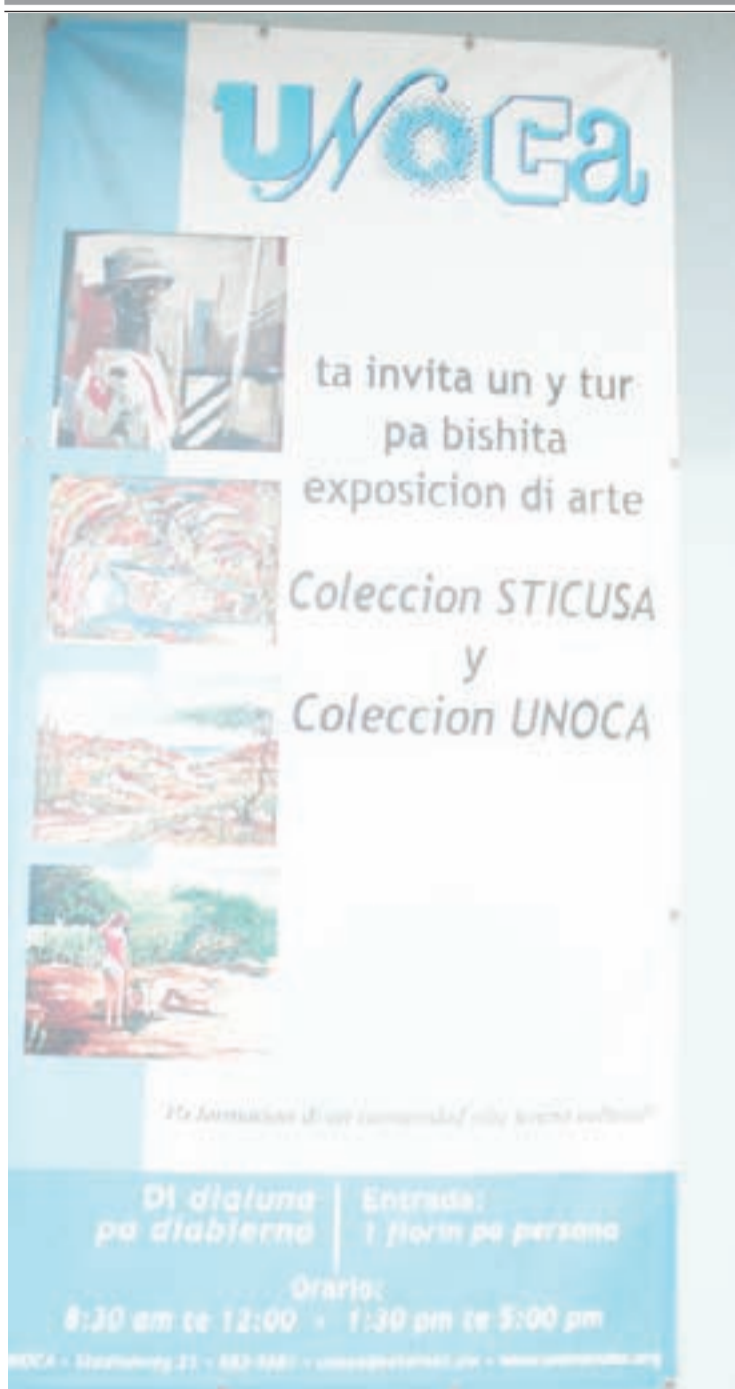 UNOCA
ta invita un y tur
pa bishita
exposicion di arte
Coleccion STICUSA
y
Coleccion UNOCA
Di dialuna
pa diabierna
Entrada:
1 florin pa persona
Orario:
8:30 am te 12:00 - 1:30 pm te 5:00 pm